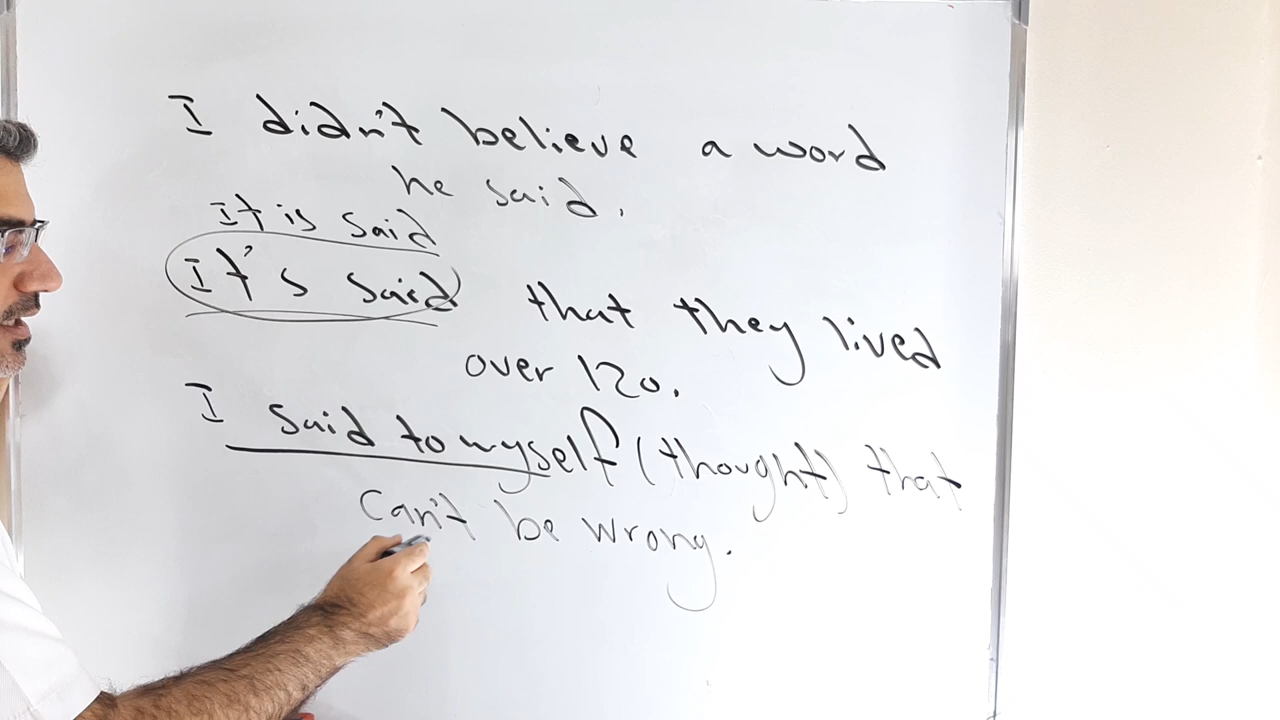 I didn't believe a word
he said.
It is said
It's said that they lived
over 120.
I said to myself (thought) that
can't be wrong.